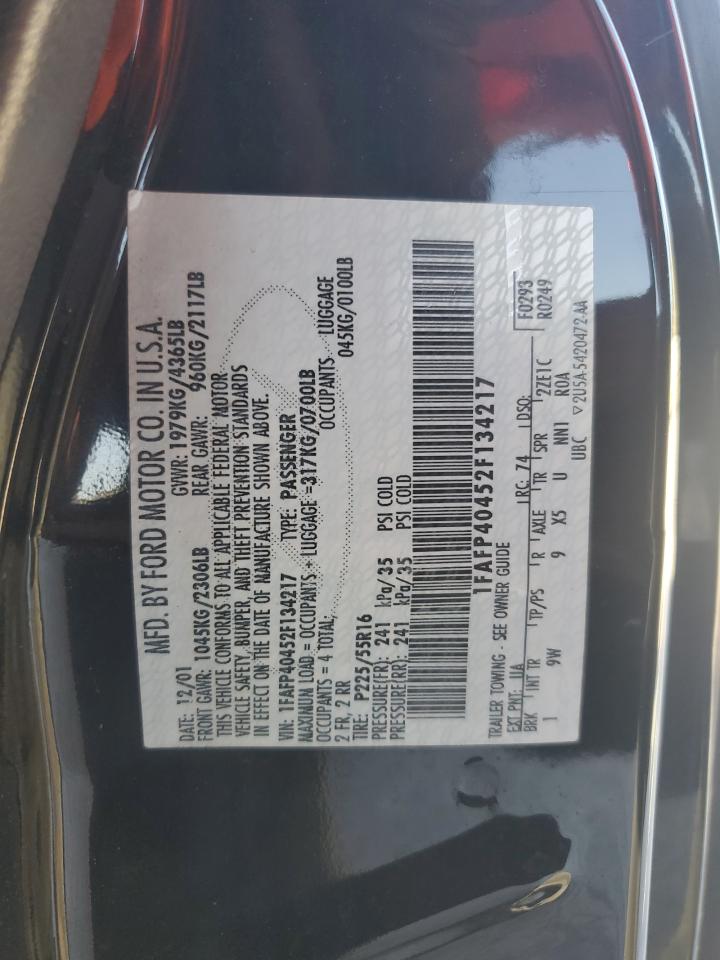 MFD. BY FORD MOTOR CO. IN U.S.A.
DATE: 12/01 GVWR: 1979KG/4365LB
FRONT GAWR: 1045KG/2306LB REAR GAWR: 960KG/2117LB
THIS VEHICLE CONFORMS TO ALL APPLICABLE FEDERAL MOTOR
VEHICLE SAFETY, BUMPER, AND THEFT PREVENTION STANDARDS
IN EFFECT ON THE DATE OF MANUFACTURE SHOWN ABOVE.
VIN: 1FAFP40452F134217 TYPE: PASSENGER
MAXIMUM LOAD = OCCUPANTS + LUGGAGE =317KG/0700LB
OCCUPANTS = 4 TOTAL: OCCUPANTS LUGGAGE
2 FR, 2 RR 045KG/0100LB
TIRE: P225/55R16
PRESSURE(FR): 241 kPa/35 PSI COLD
PRESSURE(RR): 241 kPa/35 PSI COLD
1FAFP40452F134217
TRAILER TOWING - SEE OWNER GUIDE
EXT PNT: UA RC: 74 DSO: F0293
BRK INT TR TP/PS R AXLE TR SPR R0249
1 9W 9 X5 U 2ZE1C
NN1 ROA
UBC ▽2U5A-5420472-AA